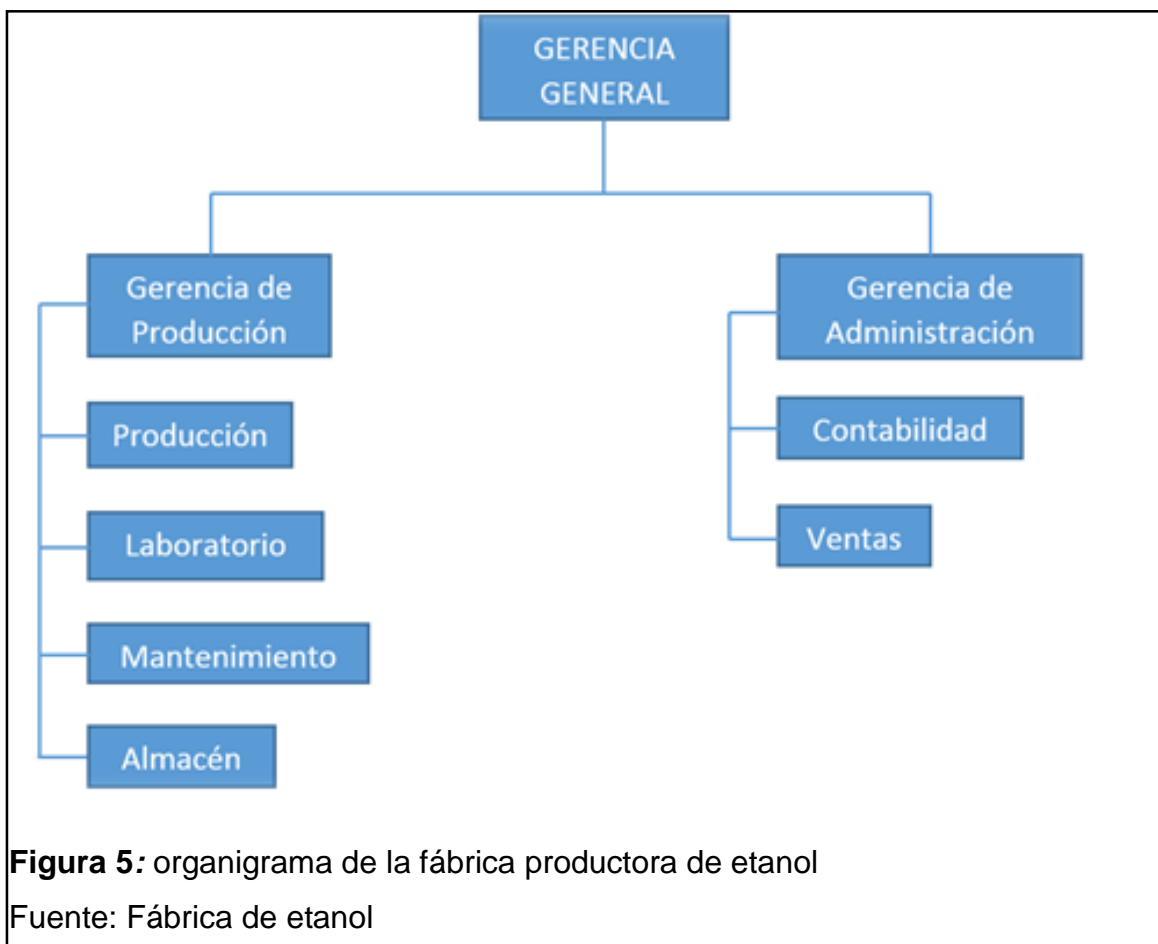 GERENCIA
GENERAL
Gerencia de
Producción
Producción
Laboratorio
Mantenimiento
Almacén
Gerencia de
Administración
Contabilidad
Ventas
Figura 5: organigrama de la fábrica productora de etanol
Fuente: Fábrica de etanol